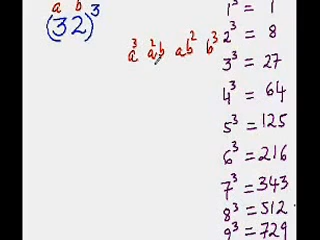 a b
(32)³
a³ a²b ab² b³
1³ = 1
2³ = 8
3³ = 27
4³ = 64
5³ = 125
6³ = 216
7³ = 343
8³ = 512
9³ = 729